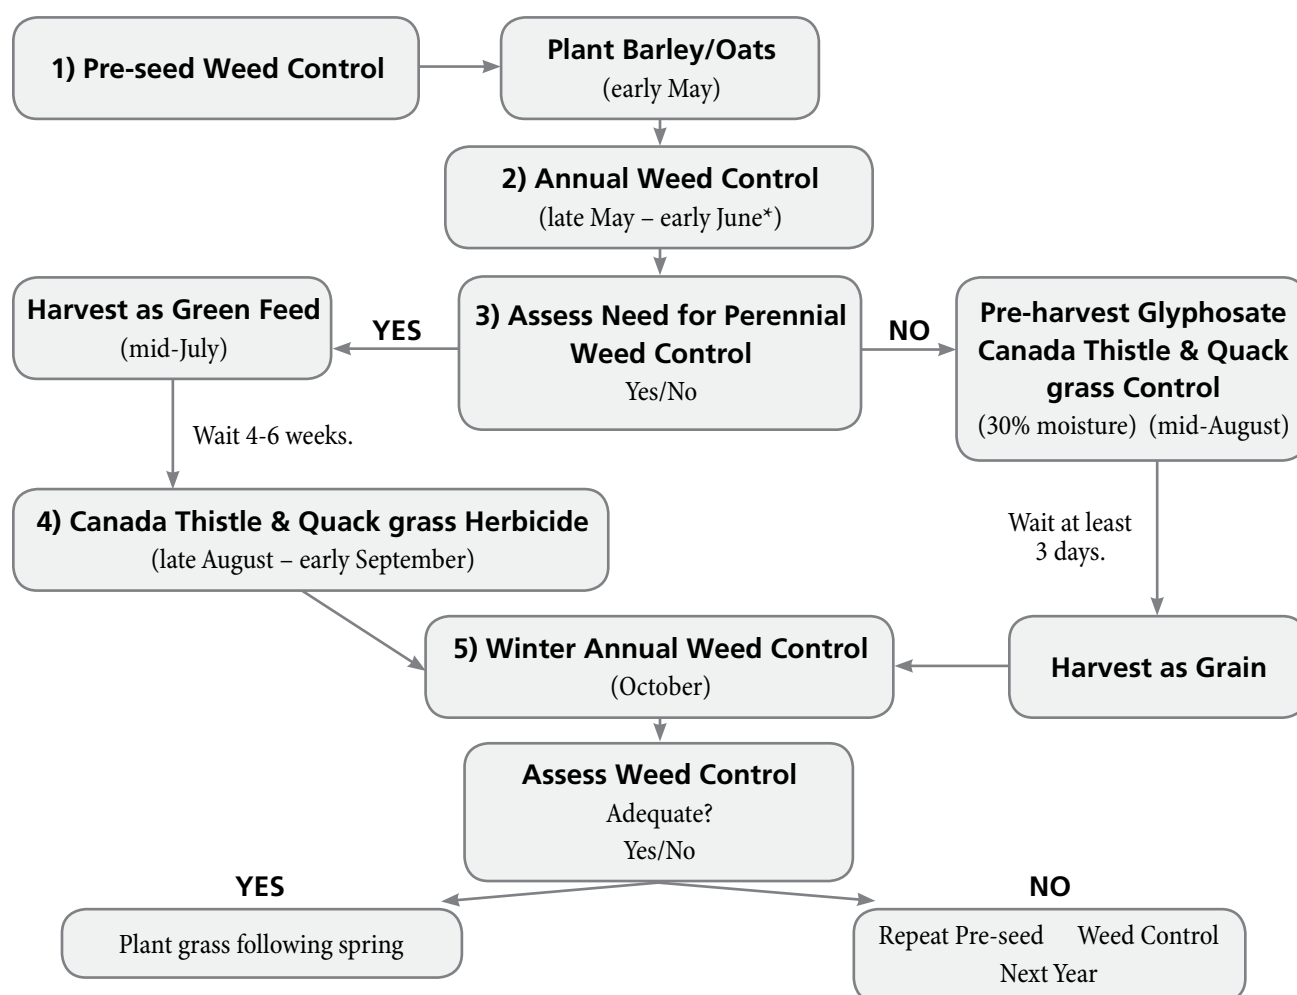 1) Pre-seed Weed Control
Plant Barley/Oats
(early May)
2) Annual Weed Control
(late May – early June*)
Harvest as Green Feed
(mid-July)
YES
3) Assess Need for Perennial
Weed Control
Yes/No
NO
Pre-harvest Glyphosate
Canada Thistle & Quack
grass Control
(30% moisture) (mid-August)
Wait 4-6 weeks.
4) Canada Thistle & Quack grass Herbicide
(late August – early September)
Wait at least
3 days.
5) Winter Annual Weed Control
(October)
Harvest as Grain
Assess Weed Control
Adequate?
Yes/No
YES
Plant grass following spring
NO
Repeat Pre-seed Weed Control
Next Year